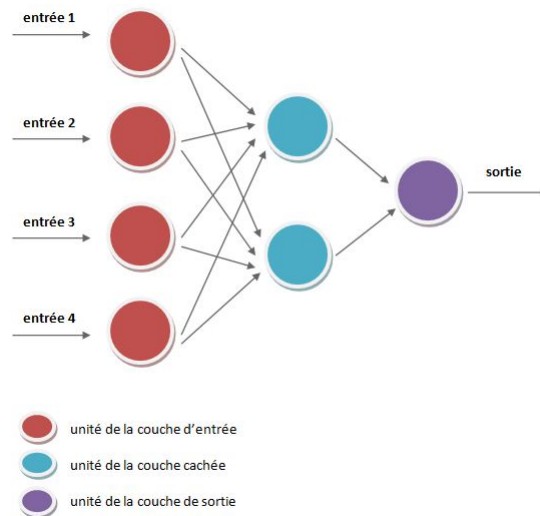 entrée 1
entrée 2
entrée 3
entrée 4
sortie
unité de la couche d'entrée
unité de la couche cachée
unité de la couche de sortie